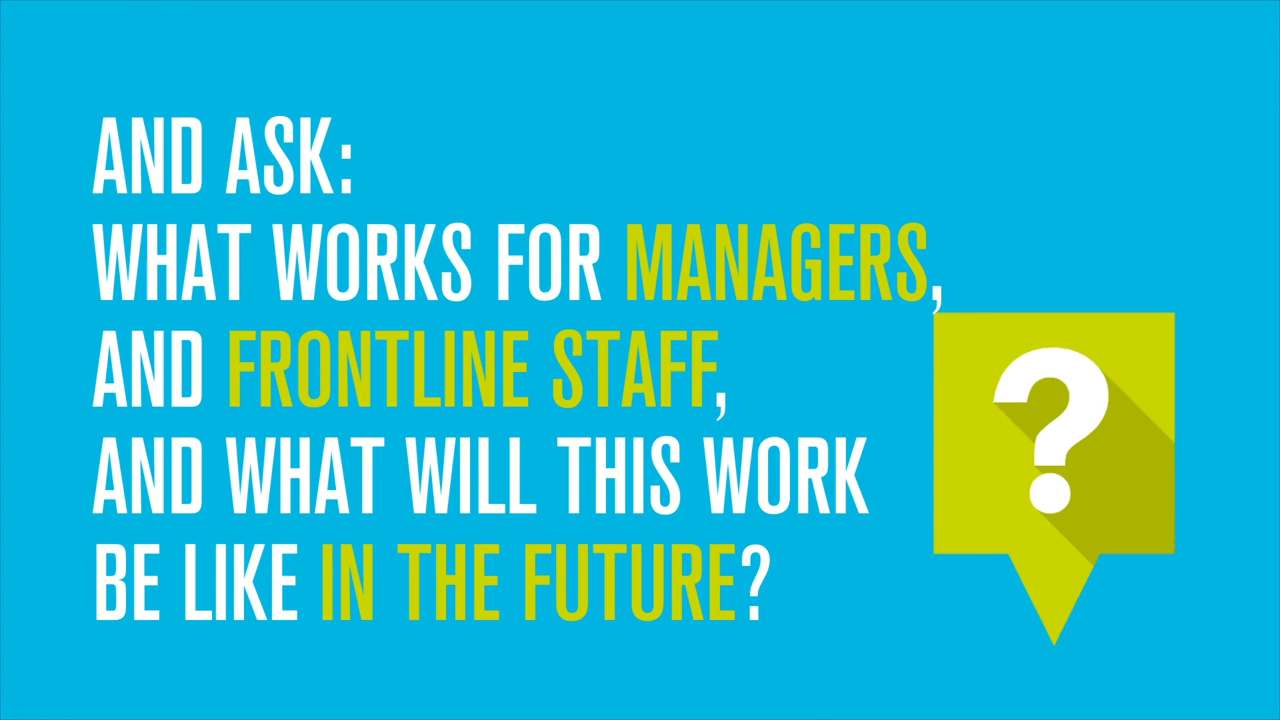 AND ASK:
WHAT WORKS FOR MANAGERS,
AND FRONTLINE STAFF,
AND WHAT WILL THIS WORK
BE LIKE IN THE FUTURE?
?